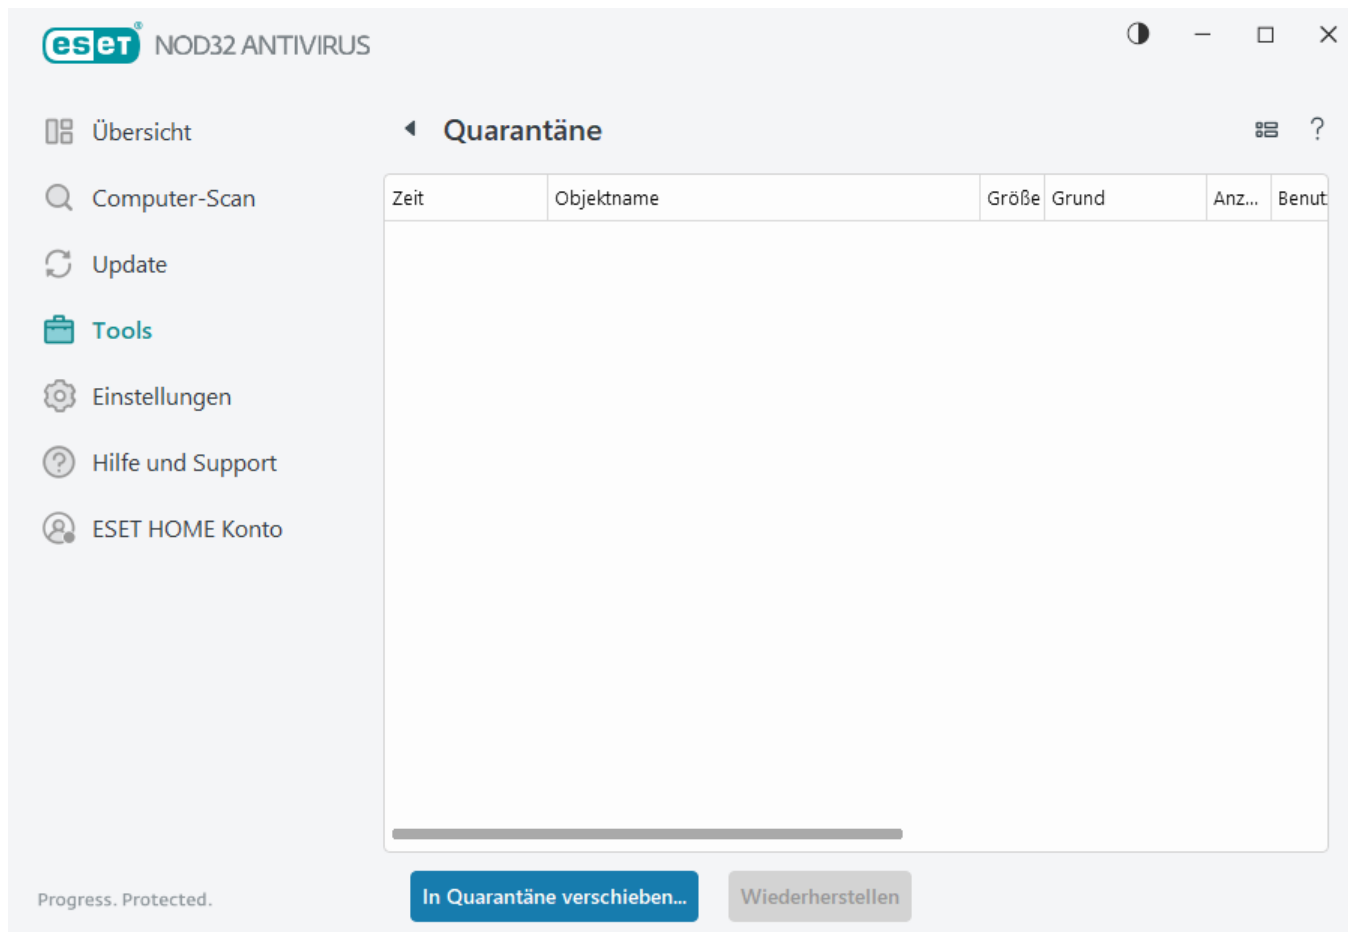 eset® NOD32 ANTIVIRUS
Übersicht
Computer-Scan
Update
Tools
Einstellungen
Hilfe und Support
ESET HOME Konto
Progress. Protected.
Quarantäne
?
Zeit Objektname Größe Grund Anz... Benut
In Quarantäne verschieben... Wiederherstellen